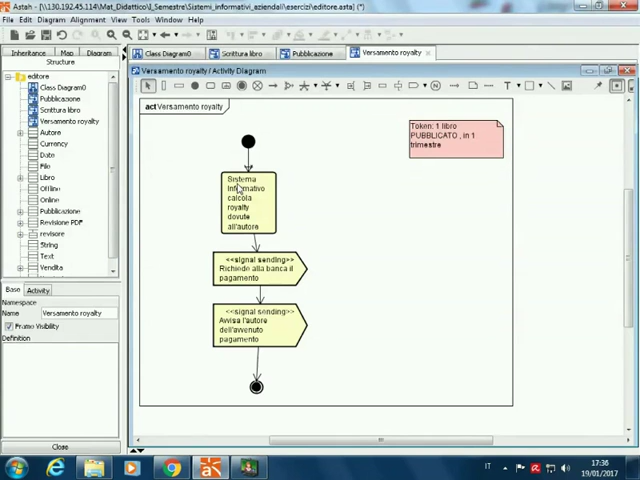 Astah - [\\130.192.45.114\Mat_Didattico\I_Semestre\Sistemi_informativi_aziendali\esercizi\editore.asta] (*)
File Edit Diagram Alignment View Tools Window Help
Inheritance Map Diagram
Structure
editore
Class Diagram0
Pubblicazione
Scrittura libro
Versamento royalty
Autore
Currency
Date
File
Libro
Offline
Online
Pubblicazione
Revisione PDF
revisore
String
Text
Vendita
Base Activity
Namespace
Name Versamento royalty
Frame Visibility
Definition
Close
Class Diagram0 Scrittura libro Pubblicazione Versamento royalty
Versamento royalty / Activity Diagram
act Versamento royalty
Token: 1 libro
PUBBLICATO , in 1
trimestre
Sistema
Informativo
calcola
royalty
dovute
all'autore
<<signal sending>>
Richiede alla banca il
pagamento
<<signal sending>>
Avvisa l'autore
dell'avvenuto
pagamento
IT
17:36
19/01/2017